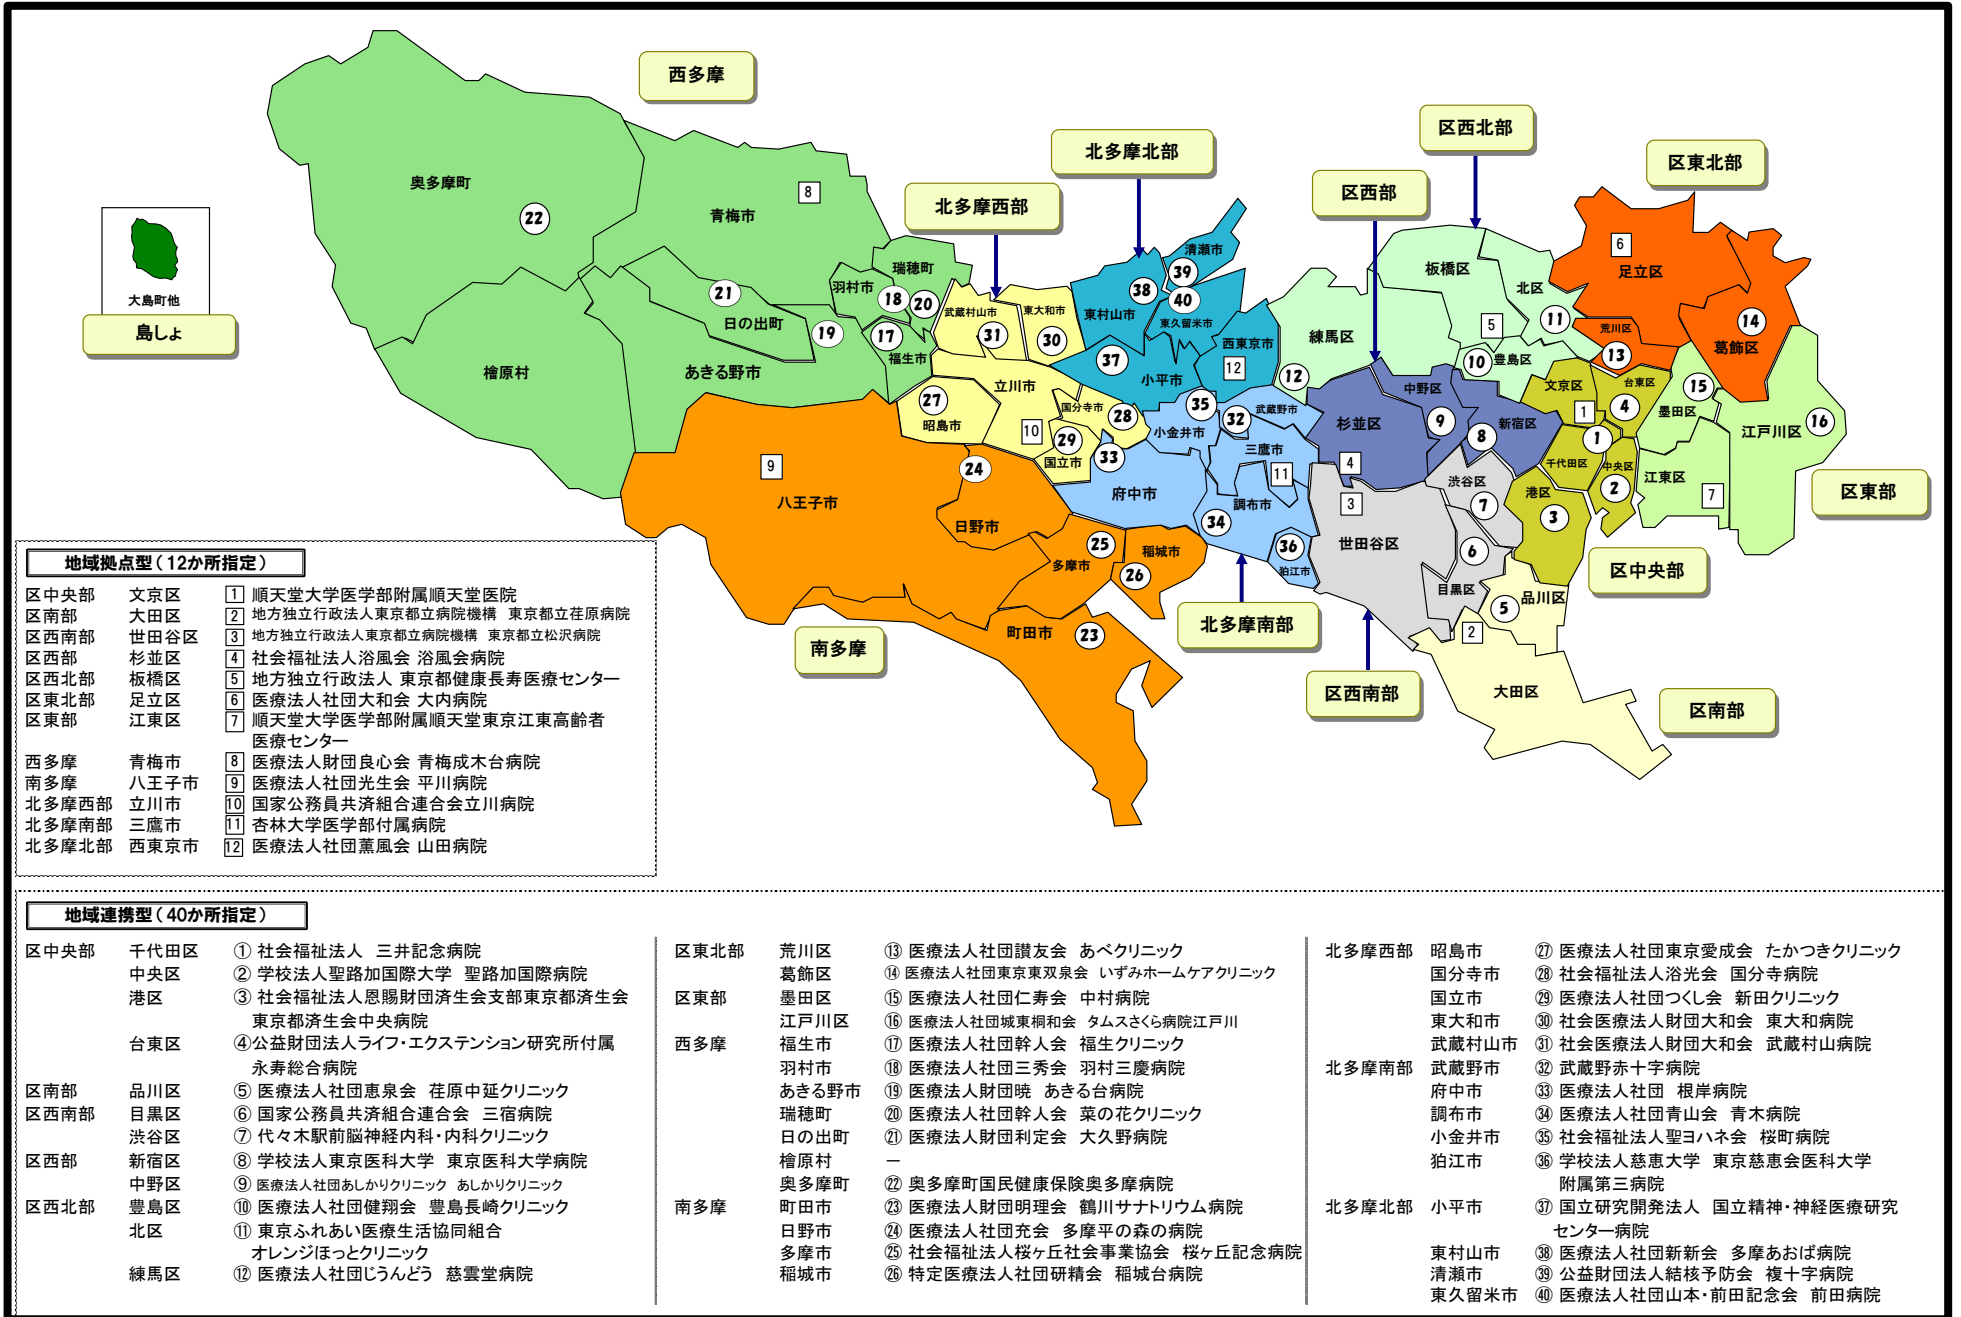 西多摩
北多摩北部
区西北部
区東北部
区西部
北多摩西部
奥多摩町
22
青梅市
8
大島町他
島しょ
瑞穂町
羽村市
18
20
21
日の出町
19
17
福生市
檜原村
あきる野市
武蔵村山市
31
東大和市
30
清瀬市
39
38
40
東村山市
東久留米市
37
小平市
西東京市
12
板橋区
北区
11
練馬区
5
10
豊島区
12
6
足立区
荒川区
13
14
葛飾区
立川市
27
昭島市
国分寺市
28
10
29
国立市
35
32
武蔵野市
小金井市
三鷹市
11
33
府中市
調布市
34
36
狛江市
中野区
9
杉並区
4
8
新宿区
文京区
1
台東区
4
1
千代田区
中央区
2
港区
3
15
墨田区
16
江戸川区
江東区
7
区東部
渋谷区
7
3
世田谷区
6
目黒区
区中央部
5
品川区
2
大田区
区南部
区西南部
北多摩南部
9
八王子市
24
日野市
25
多摩市
稲城市
26
町田市
23
南多摩
地域拠点型(12か所指定)
区中央部 文京区 1 順天堂大学医学部附属順天堂医院
区南部 大田区 2 地方独立行政法人東京都立病院機構 東京都立荏原病院
区西南部 世田谷区 3 地方独立行政法人東京都立病院機構 東京都立松沢病院
区西部 杉並区 4 社会福祉法人浴風会 浴風会病院
区西北部 板橋区 5 地方独立行政法人 東京都健康長寿医療センター
区東北部 足立区 6 医療法人社団大和会 大内病院
区東部 江東区 7 順天堂大学医学部附属順天堂東京江東高齢者
医療センター
西多摩 青梅市 8 医療法人財団良心会 青梅成木台病院
南多摩 八王子市 9 医療法人社団光生会 平川病院
北多摩西部 立川市 10 国家公務員共済組合連合会立川病院
北多摩南部 三鷹市 11 杏林大学医学部付属病院
北多摩北部 西東京市 12 医療法人社団薫風会 山田病院
地域連携型(40か所指定)
区中央部 千代田区 ① 社会福祉法人 三井記念病院
中央区 ② 学校法人聖路加国際大学 聖路加国際病院
港区 ③ 社会福祉法人恩賜財団済生会支部東京都済生会
東京都済生会中央病院
台東区 ④公益財団法人ライフ・エクステンション研究所付属
永寿総合病院
区南部 品川区 ⑤ 医療法人社団恵泉会 荏原中延クリニック
区西南部 目黒区 ⑥ 国家公務員共済組合連合会 三宿病院
渋谷区 ⑦ 代々木駅前脳神経内科・内科クリニック
区西部 新宿区 ⑧ 学校法人東京医科大学 東京医科大学病院
中野区 ⑨ 医療法人社団あしかりクリニック あしかりクリニック
区西北部 豊島区 ⑩ 医療法人社団健翔会 豊島長崎クリニック
北区 ⑪ 東京ふれあい医療生活協同組合
オレンジほっとクリニック
練馬区 ⑫ 医療法人社団じうんどう 慈雲堂病院
区東北部 荒川区 ⑬ 医療法人社団讃友会 あべクリニック
葛飾区 ⑭ 医療法人社団東京東双泉会 いずみホームケアクリニック
区東部 墨田区 ⑮ 医療法人社団仁寿会 中村病院
江戸川区 ⑯ 医療法人社団城東桐和会 タムスさくら病院江戸川
西多摩 福生市 ⑰ 医療法人社団幹人会 福生クリニック
羽村市 ⑱ 医療法人社団三秀会 羽村三慶病院
あきる野市 ⑲ 医療法人財団暁 あきる台病院
瑞穂町 ⑳ 医療法人社団幹人会 菜の花クリニック
日の出町 ㉑ 医療法人財団利定会 大久野病院
檜原村 －
奥多摩町 ㉒ 奥多摩町国民健康保険奥多摩病院
南多摩 町田市 ㉓ 医療法人財団明理会 鶴川サナトリウム病院
日野市 ㉔ 医療法人社団充会 多摩平の森の病院
多摩市 ㉕ 社会福祉法人桜ヶ丘社会事業協会 桜ヶ丘記念病院
稲城市 ㉖ 特定医療法人社団研精会 稲城台病院
北多摩西部 昭島市 ㉗ 医療法人社団東京愛成会 たかつきクリニック
国分寺市 ㉘ 社会福祉法人浴光会 国分寺病院
国立市 ㉙ 医療法人社団つくし会 新田クリニック
東大和市 ㉚ 社会医療法人財団大和会 東大和病院
武蔵村山市 ㉛ 社会医療法人財団大和会 武蔵村山病院
北多摩南部 武蔵野市 ㉜ 武蔵野赤十字病院
府中市 ㉝ 医療法人社団 根岸病院
調布市 ㉞ 医療法人社団青山会 青木病院
小金井市 ㉟ 社会福祉法人聖ヨハネ会 桜町病院
狛江市 ㊱ 学校法人慈恵大学 東京慈恵会医科大学
附属第三病院
北多摩北部 小平市 ㊲ 国立研究開発法人 国立精神・神経医療研究
センター病院
東村山市 ㊳ 医療法人社団新新会 多摩あおば病院
清瀬市 ㊴ 公益財団法人結核予防会 複十字病院
東久留米市 ㊵ 医療法人社団山本・前田記念会 前田病院